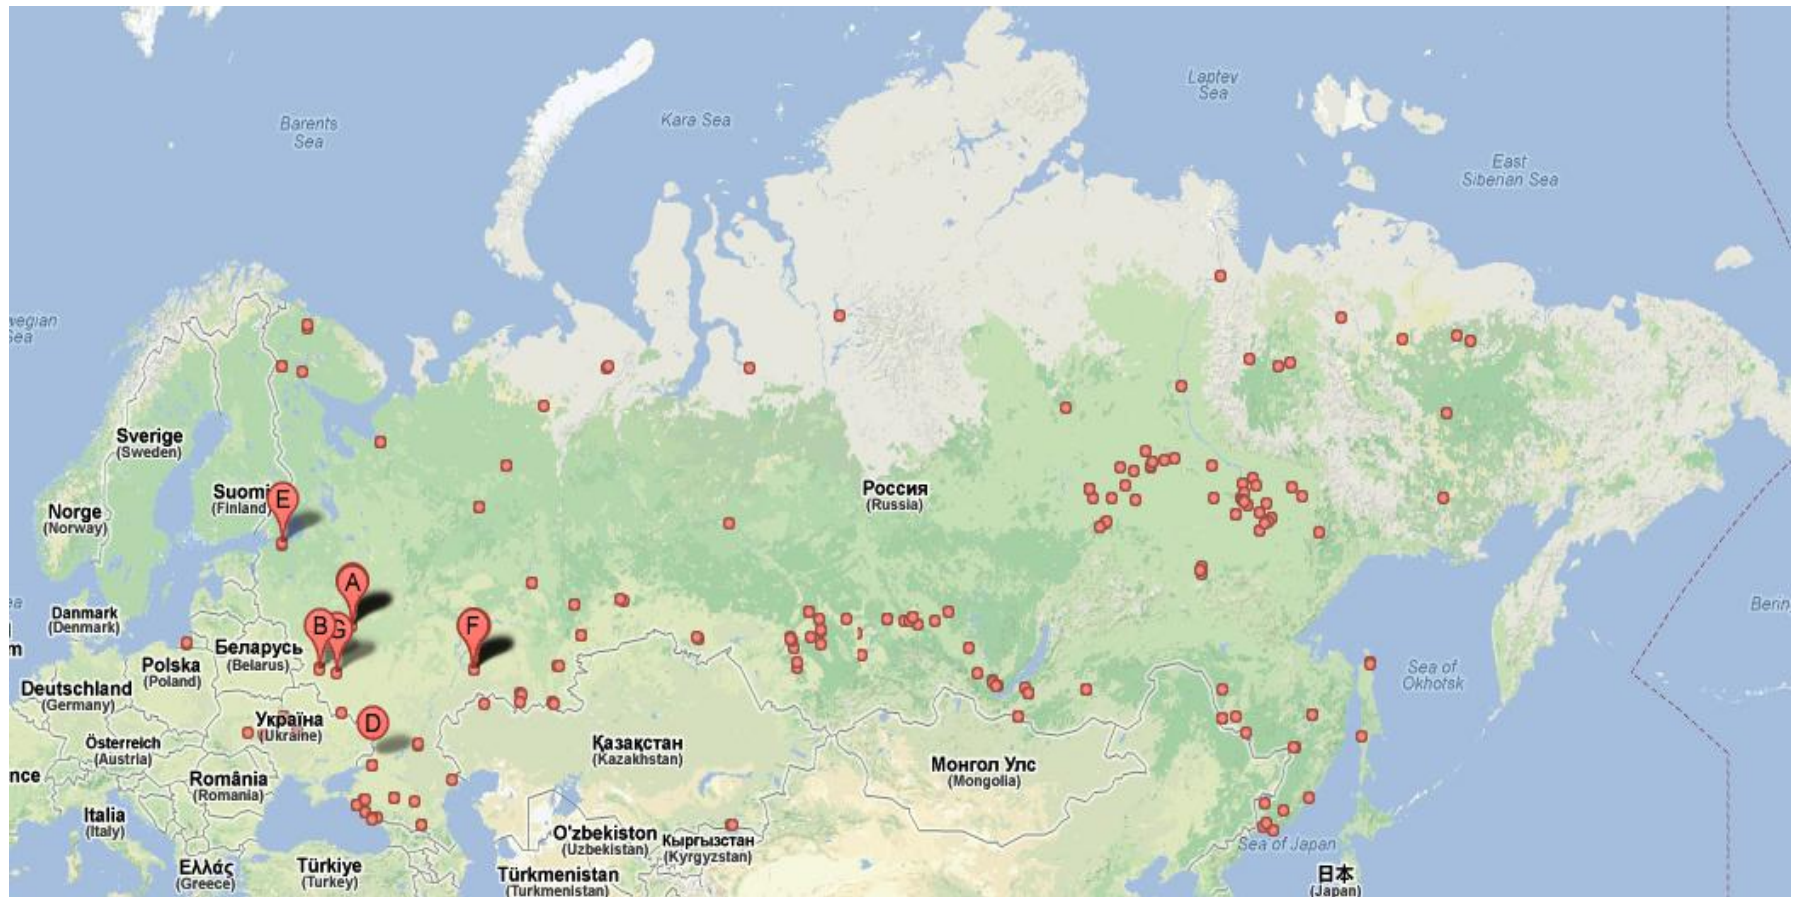 Laptev
Sea
Barents
Sea
Kara Sea
East
Siberian Sea
wegian
Sea
Sverige
(Sweden)
Suomi
(Finland)
E
Россия
(Russia)
Norge
(Norway)
A
Danmark
(Denmark)
B
G
F
Беларусь
(Belarus)
Berin
m
Polska
(Poland)
Sea of
Okhotsk
Deutschland
(Germany)
Україна
(Ukraine)
D
Österreich
(Austria)
Қазақстан
(Kazakhstan)
nce
România
(Romania)
Монгол Улс
(Mongolia)
Italia
(Italy)
O'zbekiston
(Uzbekistan)
Кыргызстан
(Kyrgyzstan)
Sea of Japan
Ελλάς
(Greece)
Türkiye
(Turkey)
Türkmenistan
(Turkmenistan)
日本
(Japan)